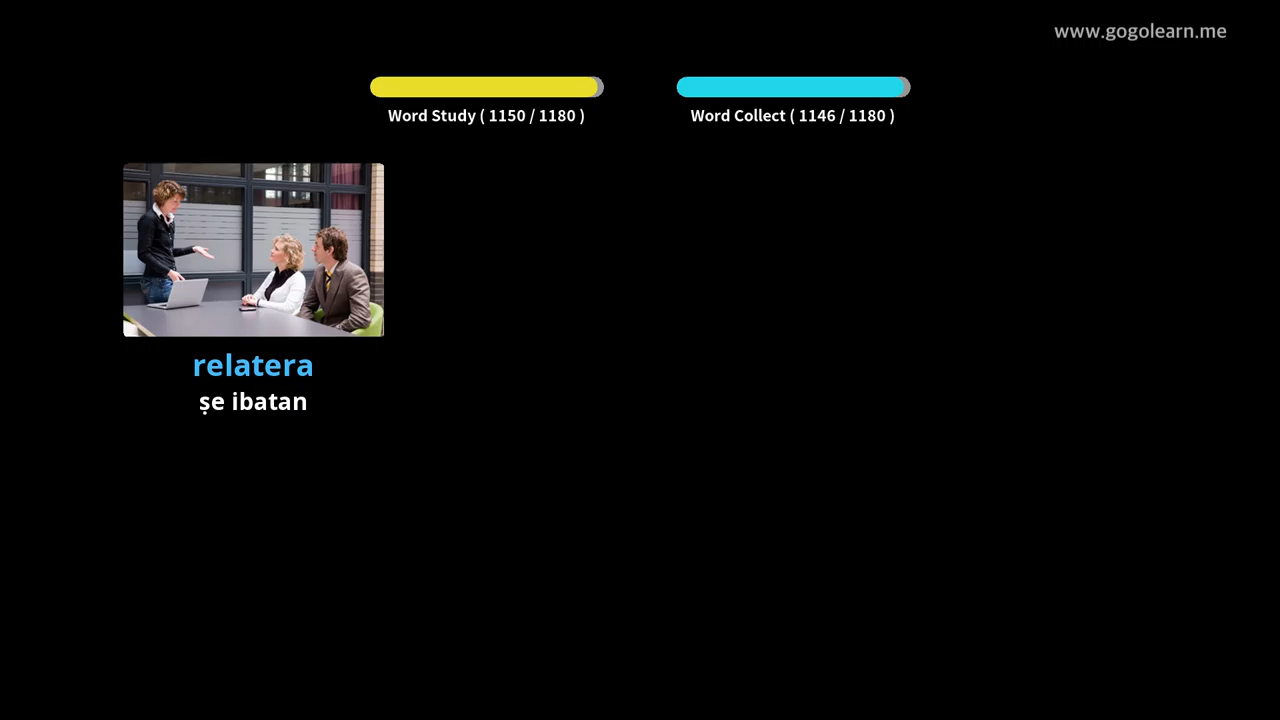 www.gogolearn.me
Word Study ( 1150 / 1180 )
Word Collect ( 1146 / 1180 )
relatera
ṣe ibatan